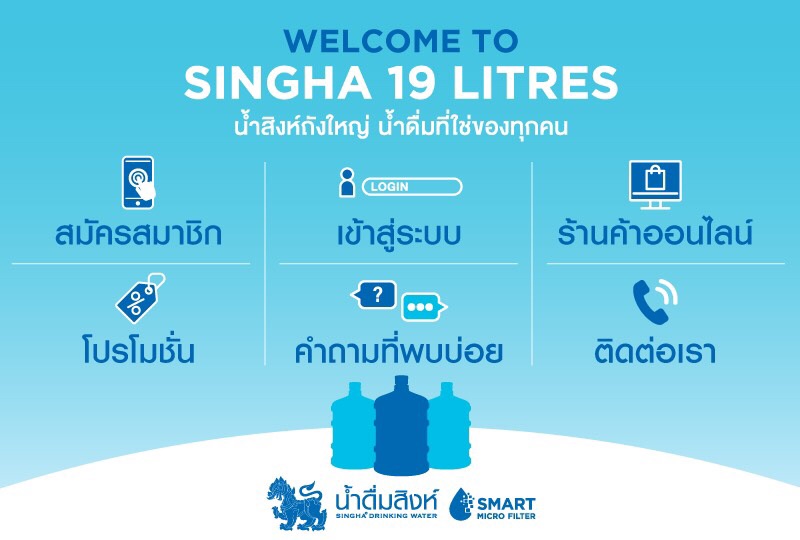 WELCOME TO
SINGHA 19 LITRES
น้ำสิงห์ถังใหญ่ น้ำดื่มที่ใช่ของทุกคน
LOGIN
สมัครสมาชิก
เข้าสู่ระบบ
ร้านค้าออนไลน์
%
?
โปรโมชั่น
คำถามที่พบบ่อย
ติดต่อเรา
น้ำดื่มสิงห์
SINGHA DRINKING WATER
SMART
MICRO FILTER